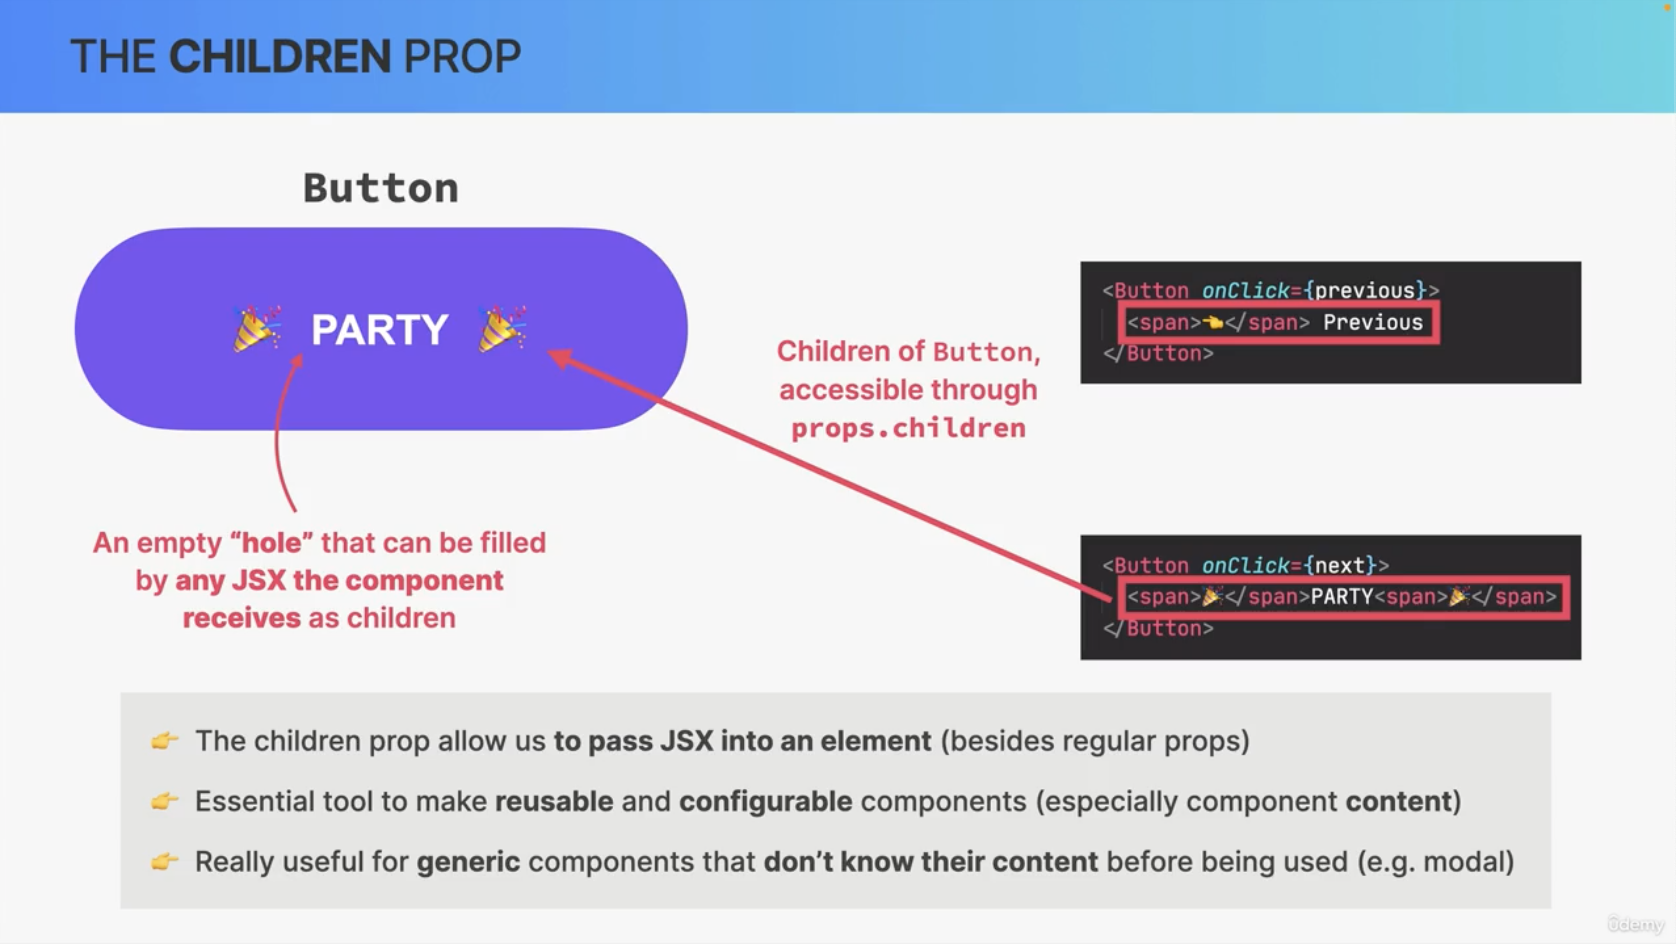 THE CHILDREN PROP
Button
🎉 PARTY 🎉
An empty “hole” that can be filled
by any JSX the component
receives as children
Children of Button,
accessible through
props.children
<Button onClick={previous}>
<span>👈</span> Previous
</Button>
<Button onClick={next}>
<span>🎉</span>PARTY<span>🎉</span>
</Button>
👉 The children prop allow us to pass JSX into an element (besides regular props)
👉 Essential tool to make reusable and configurable components (especially component content)
👉 Really useful for generic components that don’t know their content before being used (e.g. modal)
ûdemy